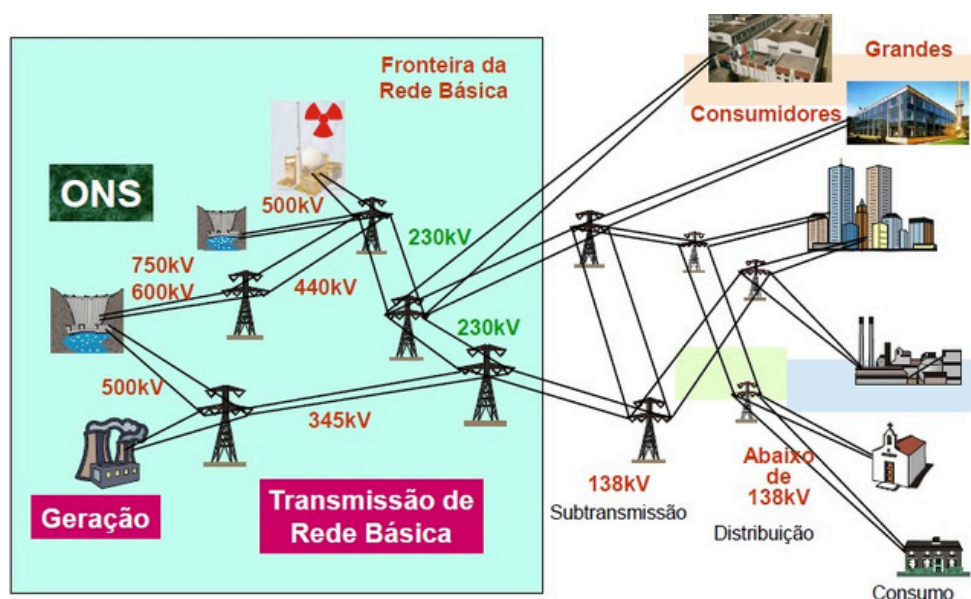 Fronteira da
Rede Básica
Grandes
Consumidores
ONS
500kV
230kV
750kV
600kV
440kV
230kV
500kV
345kV
Geração
Transmissão de
Rede Básica
138kV
Subtransmissão
Abaixo
de
138kV
Distribuição
Consumo